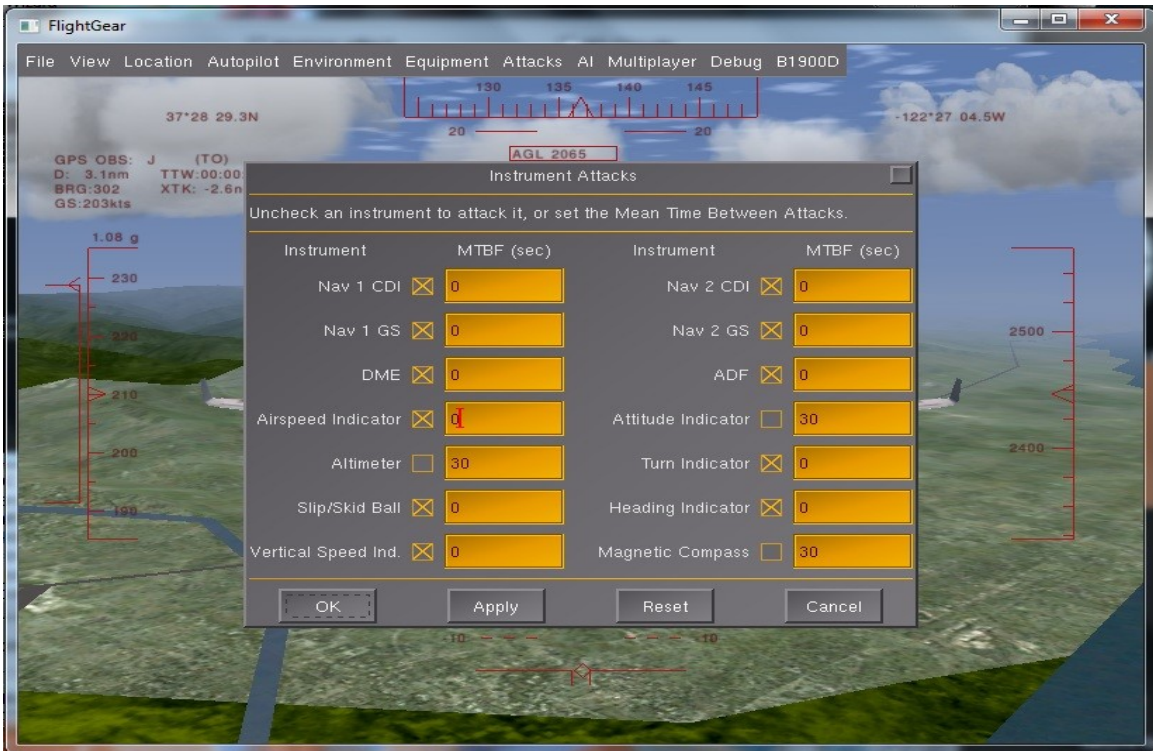 FlightGear
File View Location Autopilot Environment Equipment Attacks AI Multiplayer Debug B1900D
130 135 140 145
37*28 29.3N
-122*27 04.5W
20 20
AGL 2065
GPS OBS: J (TO)
D: 3.1nm TTW:00:00
BRG:302 XTK: -2.6n
GS:203kts
1.08 g
Instrument Attacks
Uncheck an instrument to attack it, or set the Mean Time Between Attacks.
Instrument MTBF (sec) Instrument MTBF (sec)
Nav 1 CDI 0 Nav 2 CDI 0
Nav 1 GS 0 Nav 2 GS 0
DME 0 ADF 0
Airspeed Indicator 0 Attitude Indicator 30
Altimeter 30 Turn Indicator 0
Slip/Skid Ball 0 Heading Indicator 0
Vertical Speed Ind. 0 Magnetic Compass 30
OK Apply Reset Cancel
230
220
210
200
190
2500
2400
-10 -10